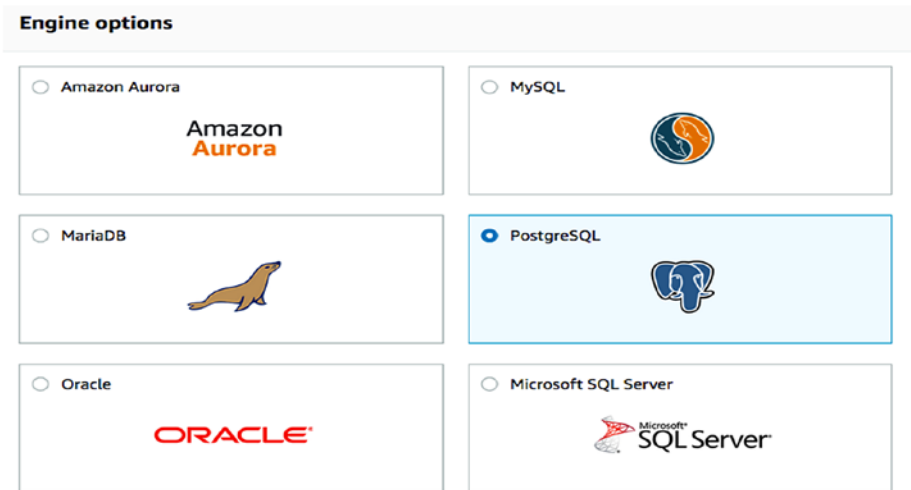 Engine options
Amazon Aurora
Amazon
Aurora
MySQL
MariaDB
PostgreSQL
Oracle
ORACLE
Microsoft SQL Server
Microsoft
SQL Server